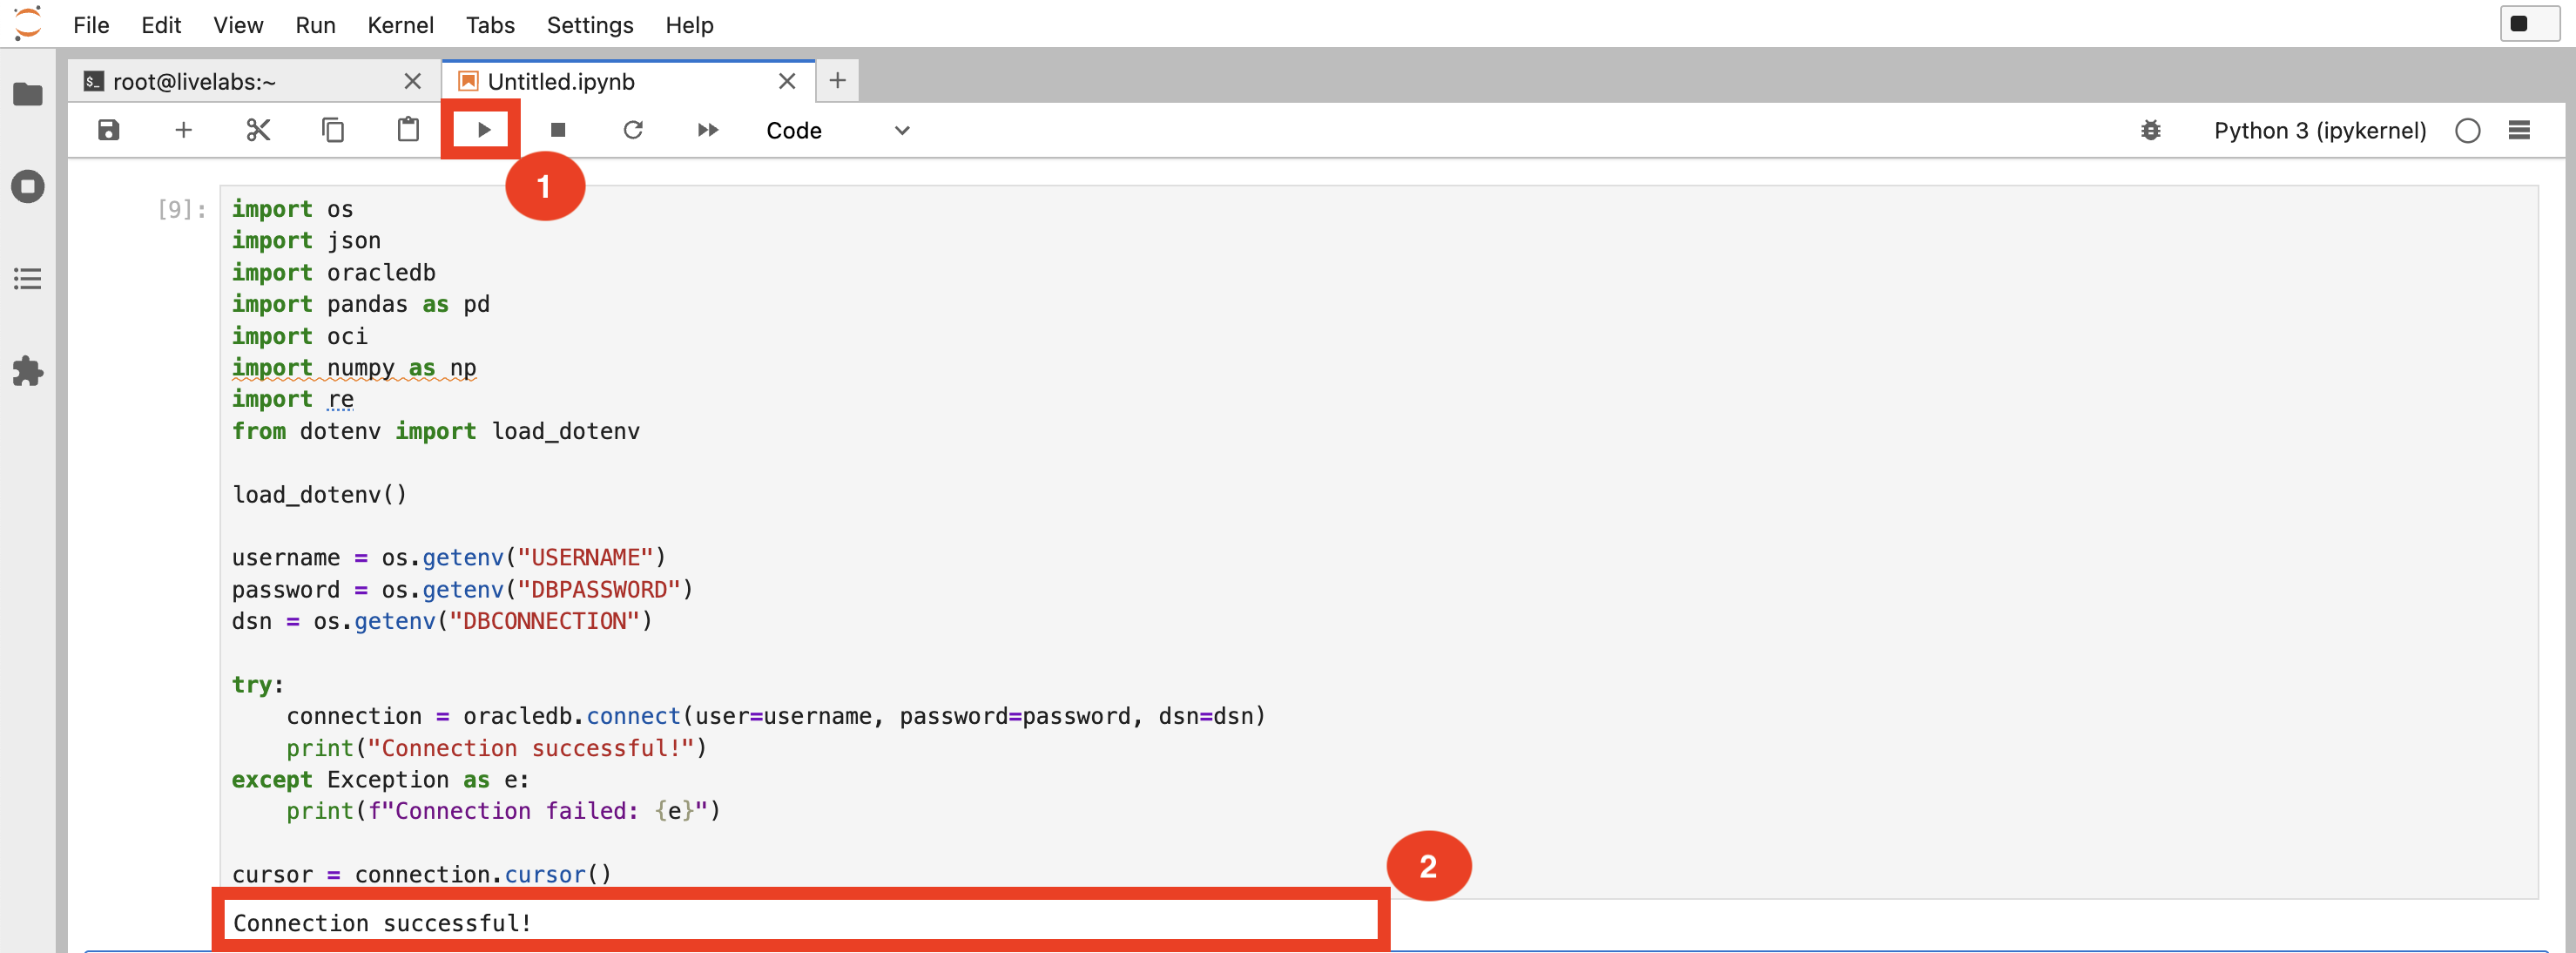 File Edit View Run Kernel Tabs Settings Help
root@livelabs:~ Untitled.ipynb
Code Python 3 (ipykernel)
1
[9]: import os
import json
import oracledb
import pandas as pd
import oci
import numpy as np
import re
from dotenv import load_dotenv
load_dotenv()
username = os.getenv("USERNAME")
password = os.getenv("DBPASSWORD")
dsn = os.getenv("DBCONNECTION")
try:
    connection = oracledb.connect(user=username, password=password, dsn=dsn)
    print("Connection successful!")
except Exception as e:
    print(f"Connection failed: {e}")
cursor = connection.cursor()
2
Connection successful!